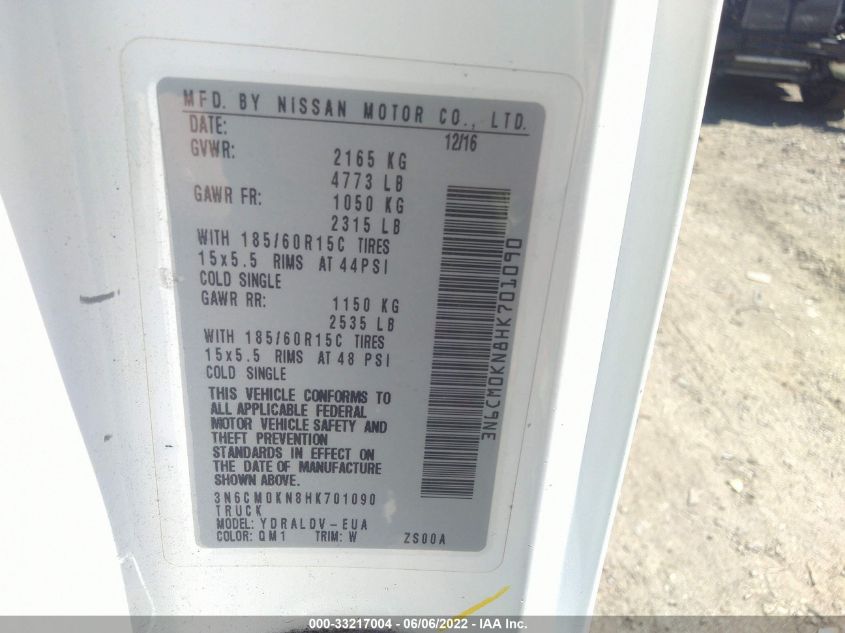 MFD. BY NISSAN MOTOR CO., LTD.
DATE: 12/16
GVWR: 2165 KG
4773 LB
GAWR FR: 1050 KG
2315 LB
WITH 185/60R15C TIRES
15x5.5 RIMS AT 44PSI
COLD SINGLE
GAWR RR: 1150 KG
2535 LB
WITH 185/60R15C TIRES
15x5.5 RIMS AT 48 PSI
COLD SINGLE
THIS VEHICLE CONFORMS TO
ALL APPLICABLE FEDERAL
MOTOR VEHICLE SAFETY AND
THEFT PREVENTION
STANDARDS IN EFFECT ON
THE DATE OF MANUFACTURE
SHOWN ABOVE.
3N6CM0KN8HK701090
TRUCK
MODEL: YDRALDV-EUA
COLOR: QM1 TRIM: W ZS00A
3N6CM0KN8HK701090
000-33217004 - 06/06/2022 - IAA Inc.